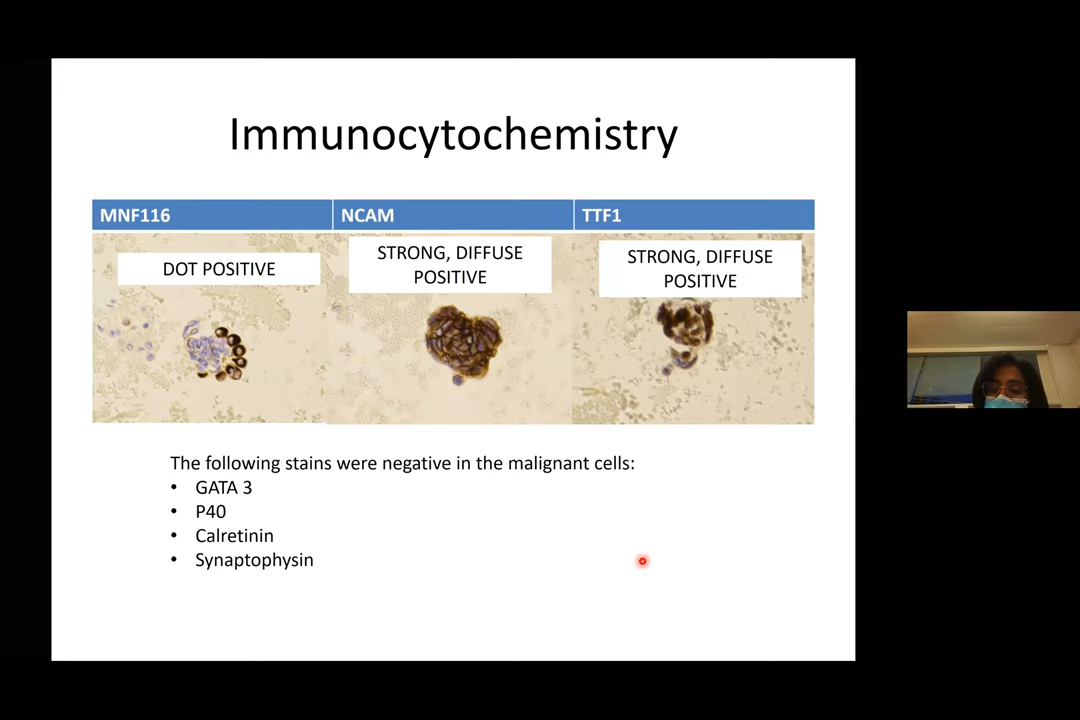 Immunocytochemistry
MNF116 NCAM TTF1
DOT POSITIVE
STRONG, DIFFUSE
POSITIVE
STRONG, DIFFUSE
POSITIVE
The following stains were negative in the malignant cells:
• GATA 3
• P40
• Calretinin
• Synaptophysin